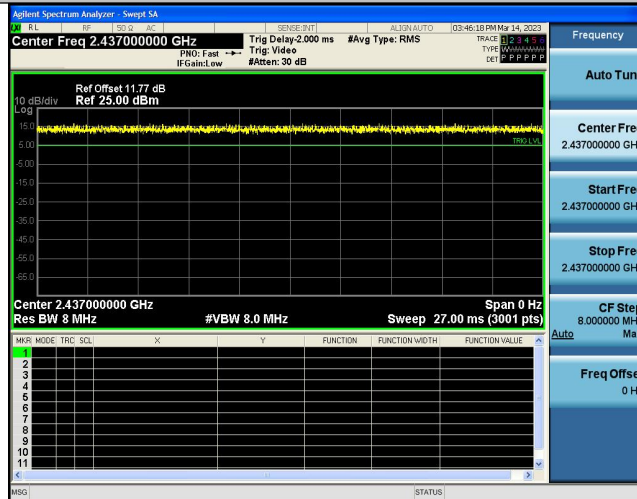 Agilent Spectrum Analyzer - Swept SA
RL RF 50 Ω AC SENSE:INT ALIGN AUTO 03:46:18 PM Mar 14, 2023
Center Freq 2.437000000 GHz
PNO: Fast
IFGain:Low
Trig Delay-2.000 ms
Trig: Video
#Atten: 30 dB
#Avg Type: RMS
TRACE 1 2 3 4 5 6
TYPE
DET P P P P P P
Ref Offset 11.77 dB
10 dB/div Ref 25.00 dBm
Log
15.0
5.00
TRIG LVL
-5.00
-15.0
-25.0
-35.0
-45.0
-55.0
-65.0
Center 2.437000000 GHz Span 0 Hz
Res BW 8 MHz #VBW 8.0 MHz Sweep 27.00 ms (3001 pts)
MKR MODE TRC SCL X Y FUNCTION FUNCTION WIDTH FUNCTION VALUE
1
2
3
4
5
6
7
8
9
10
11
MSG STATUS
Frequency
Auto Tun
Center Fre
2.437000000 GH
Start Fre
2.437000000 GH
Stop Fre
2.437000000 GH
CF Step
8.000000 MH
Auto Ma
Freq Offse
0 H